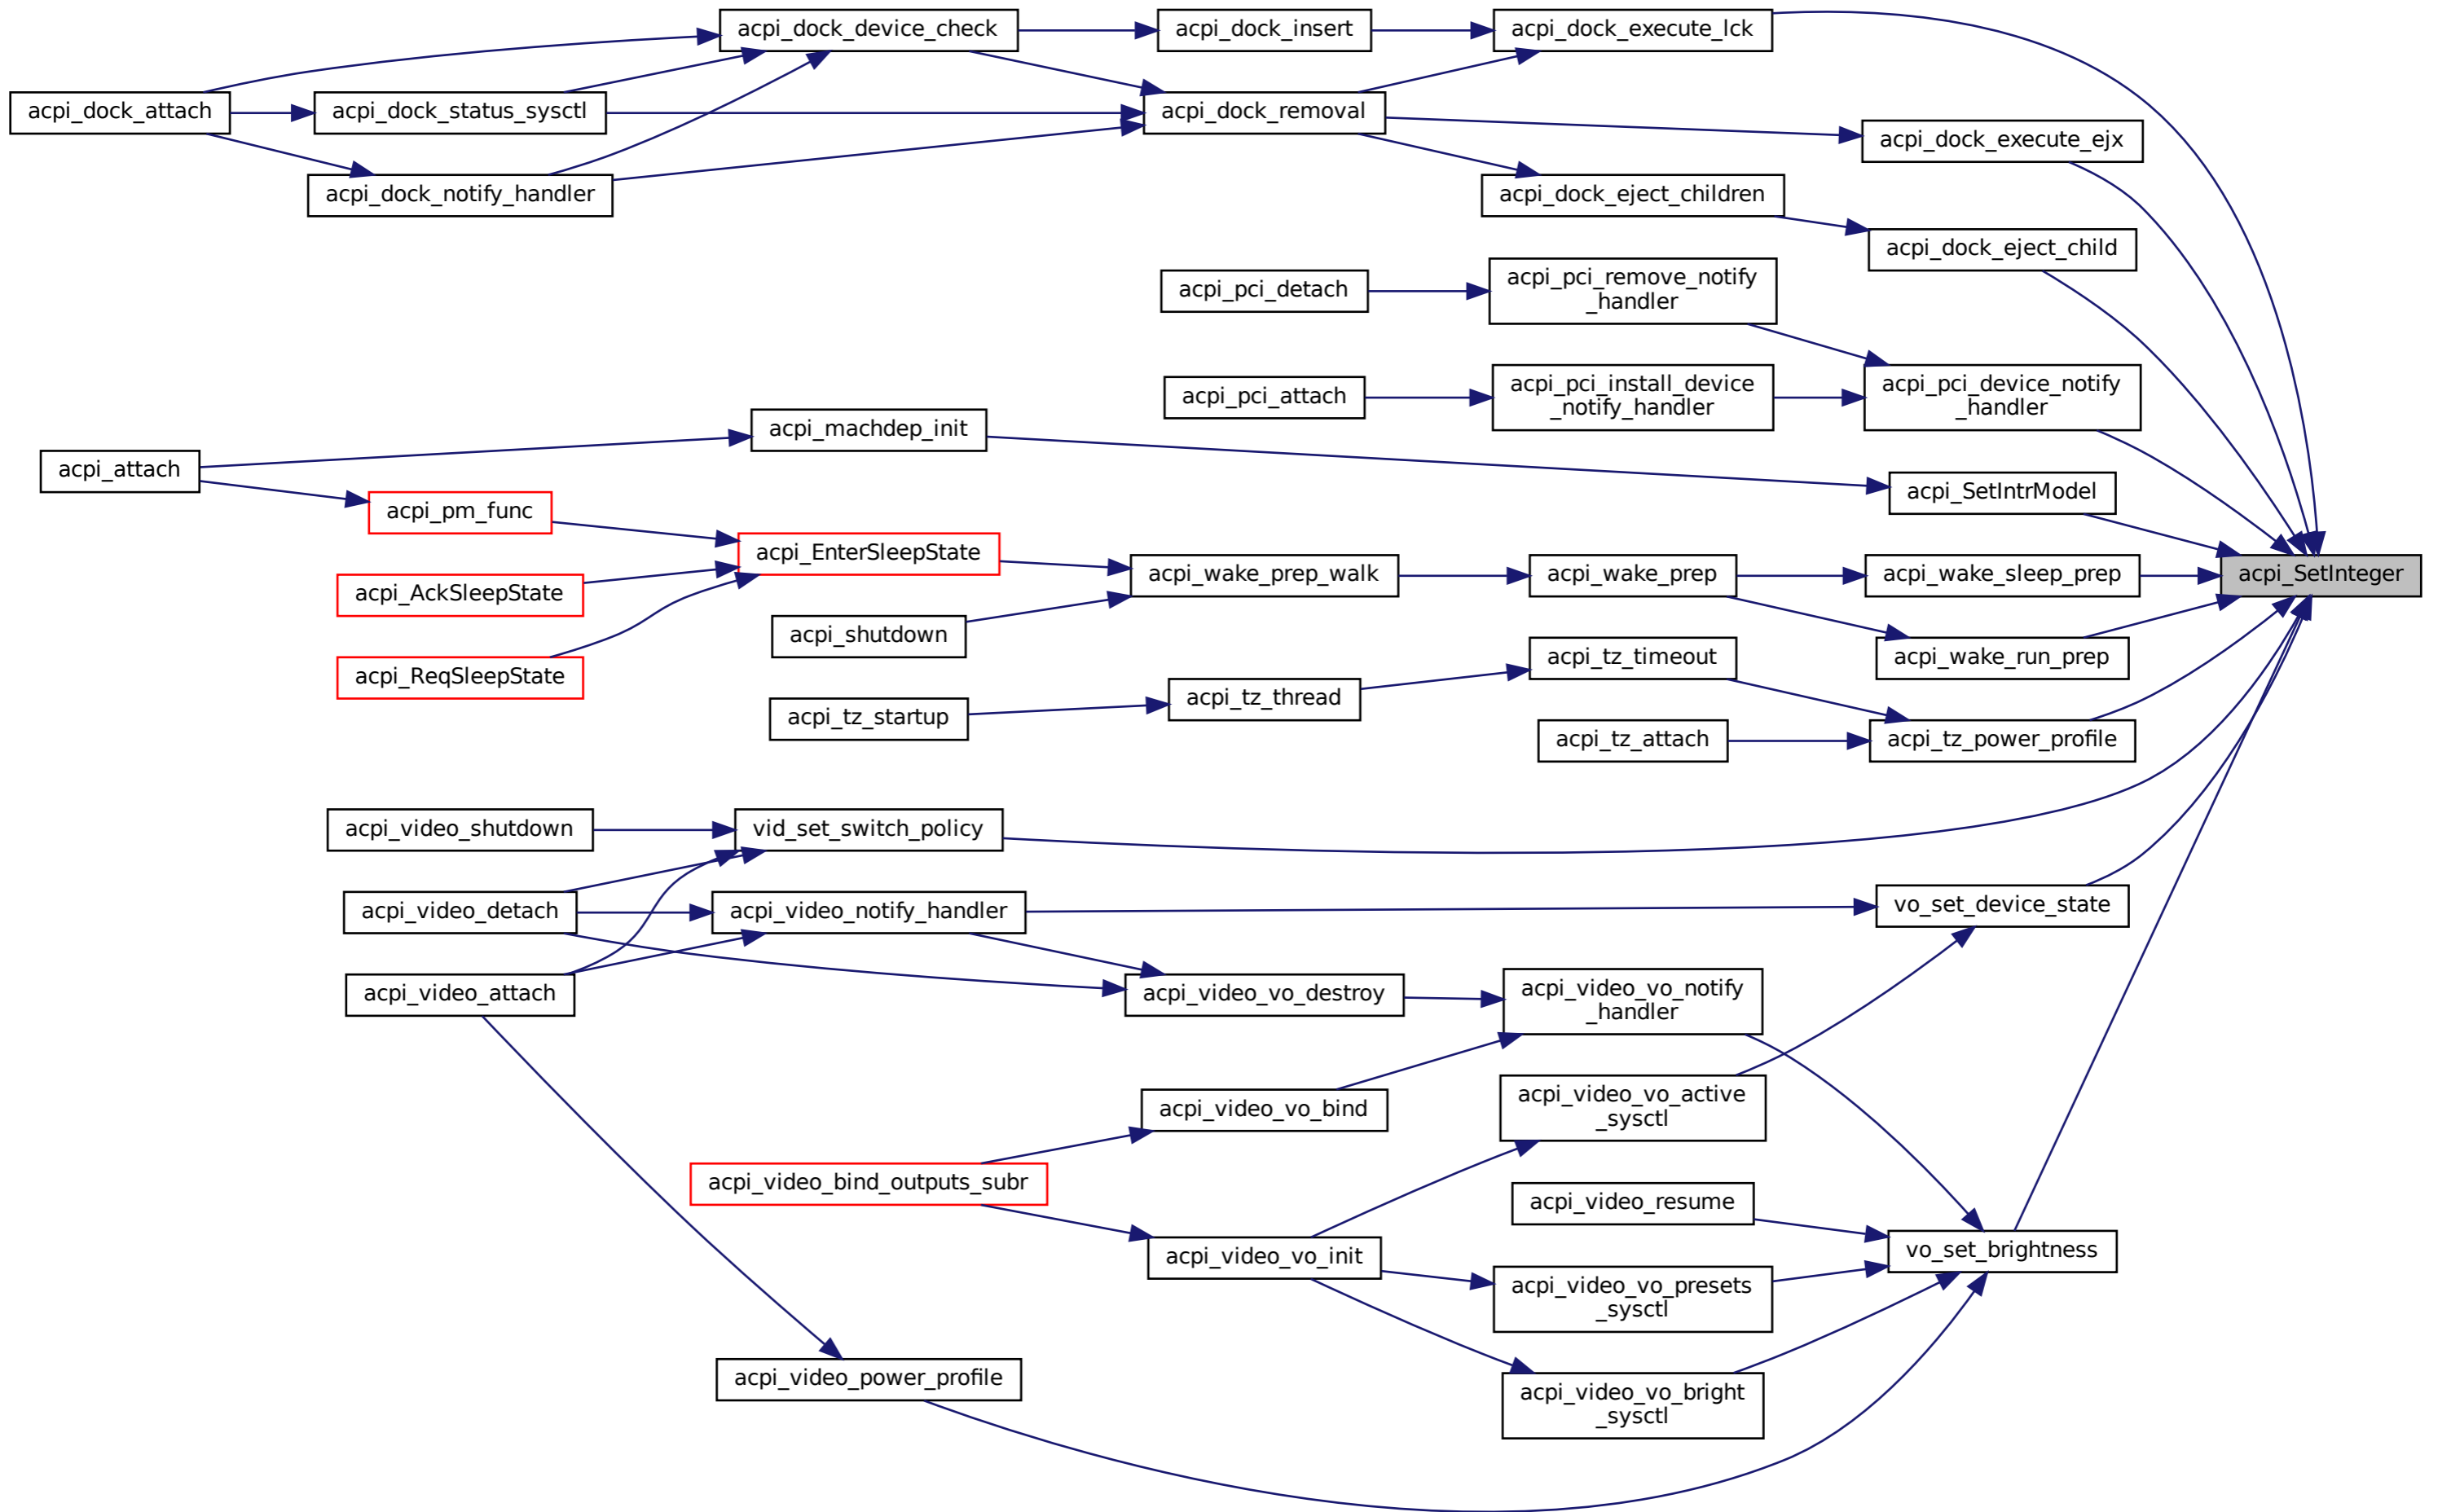 acpi_dock_device_check
acpi_dock_insert
acpi_dock_execute_lck
acpi_dock_attach
acpi_dock_status_sysctl
acpi_dock_removal
acpi_dock_execute_ejx
acpi_dock_notify_handler
acpi_dock_eject_children
acpi_dock_eject_child
acpi_pci_detach
acpi_pci_remove_notify
_handler
acpi_pci_attach
acpi_pci_install_device
_notify_handler
acpi_pci_device_notify
_handler
acpi_machdep_init
acpi_attach
acpi_SetIntrModel
acpi_pm_func
acpi_EnterSleepState
acpi_wake_prep_walk
acpi_wake_prep
acpi_wake_sleep_prep
acpi_SetInteger
acpi_AckSleepState
acpi_shutdown
acpi_wake_run_prep
acpi_ReqSleepState
acpi_tz_timeout
acpi_tz_thread
acpi_tz_startup
acpi_tz_attach
acpi_tz_power_profile
acpi_video_shutdown
vid_set_switch_policy
acpi_video_detach
acpi_video_notify_handler
vo_set_device_state
acpi_video_attach
acpi_video_vo_destroy
acpi_video_vo_notify
_handler
acpi_video_vo_bind
acpi_video_vo_active
_sysctl
acpi_video_bind_outputs_subr
acpi_video_resume
acpi_video_vo_init
vo_set_brightness
acpi_video_vo_presets
_sysctl
acpi_video_power_profile
acpi_video_vo_bright
_sysctl